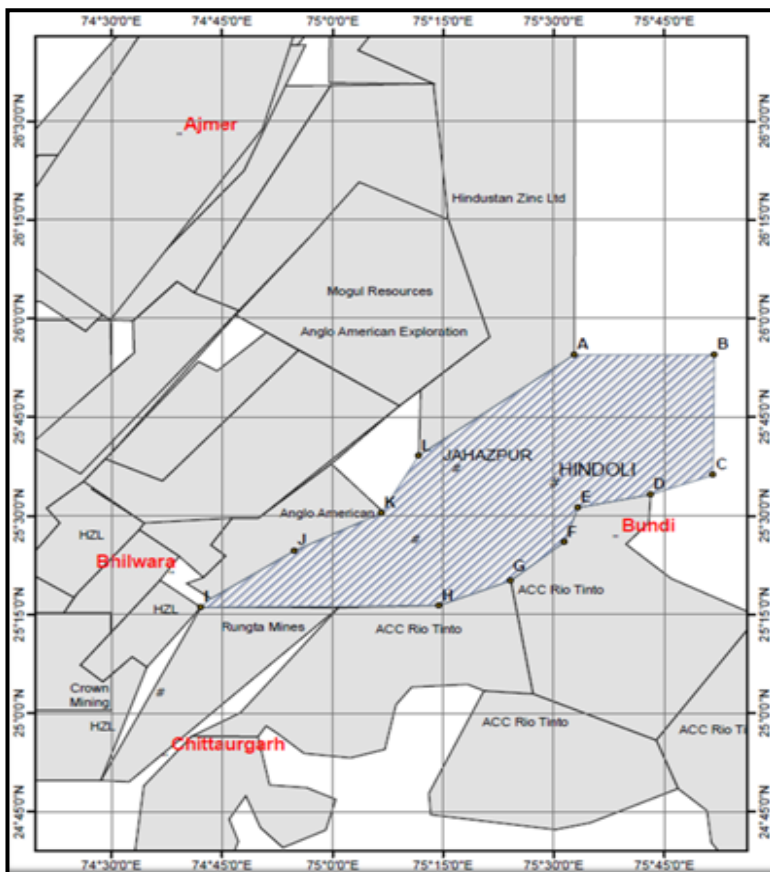 74°30'0"E 74°45'0"E 75°0'0"E 75°15'0"E 75°30'0"E 75°45'0"E
26°30'0"N 26°30'0"N
Ajmer
Hindustan Zinc Ltd
26°15'0"N 26°15'0"N
Mogul Resources
26°0'0"N 26°0'0"N
Anglo American Exploration
A B
25°45'0"N 25°45'0"N
L
JAHAZPUR
#
HINDOLI
#
C
D
E
K
Anglo American
25°30'0"N 25°30'0"N
Bundi
HZL
#
F
J
Bhilwara
G
ACC Rio Tinto
I
H
HZL
25°15'0"N 25°15'0"N
Rungta Mines
ACC Rio Tinto
Crown
Mining
#
HZL
25°0'0"N 25°0'0"N
ACC Rio Tinto
ACC Rio Ti
Chittaurgarh
24°45'0"N 24°45'0"N
74°30'0"E 74°45'0"E 75°0'0"E 75°15'0"E 75°30'0"E 75°45'0"E